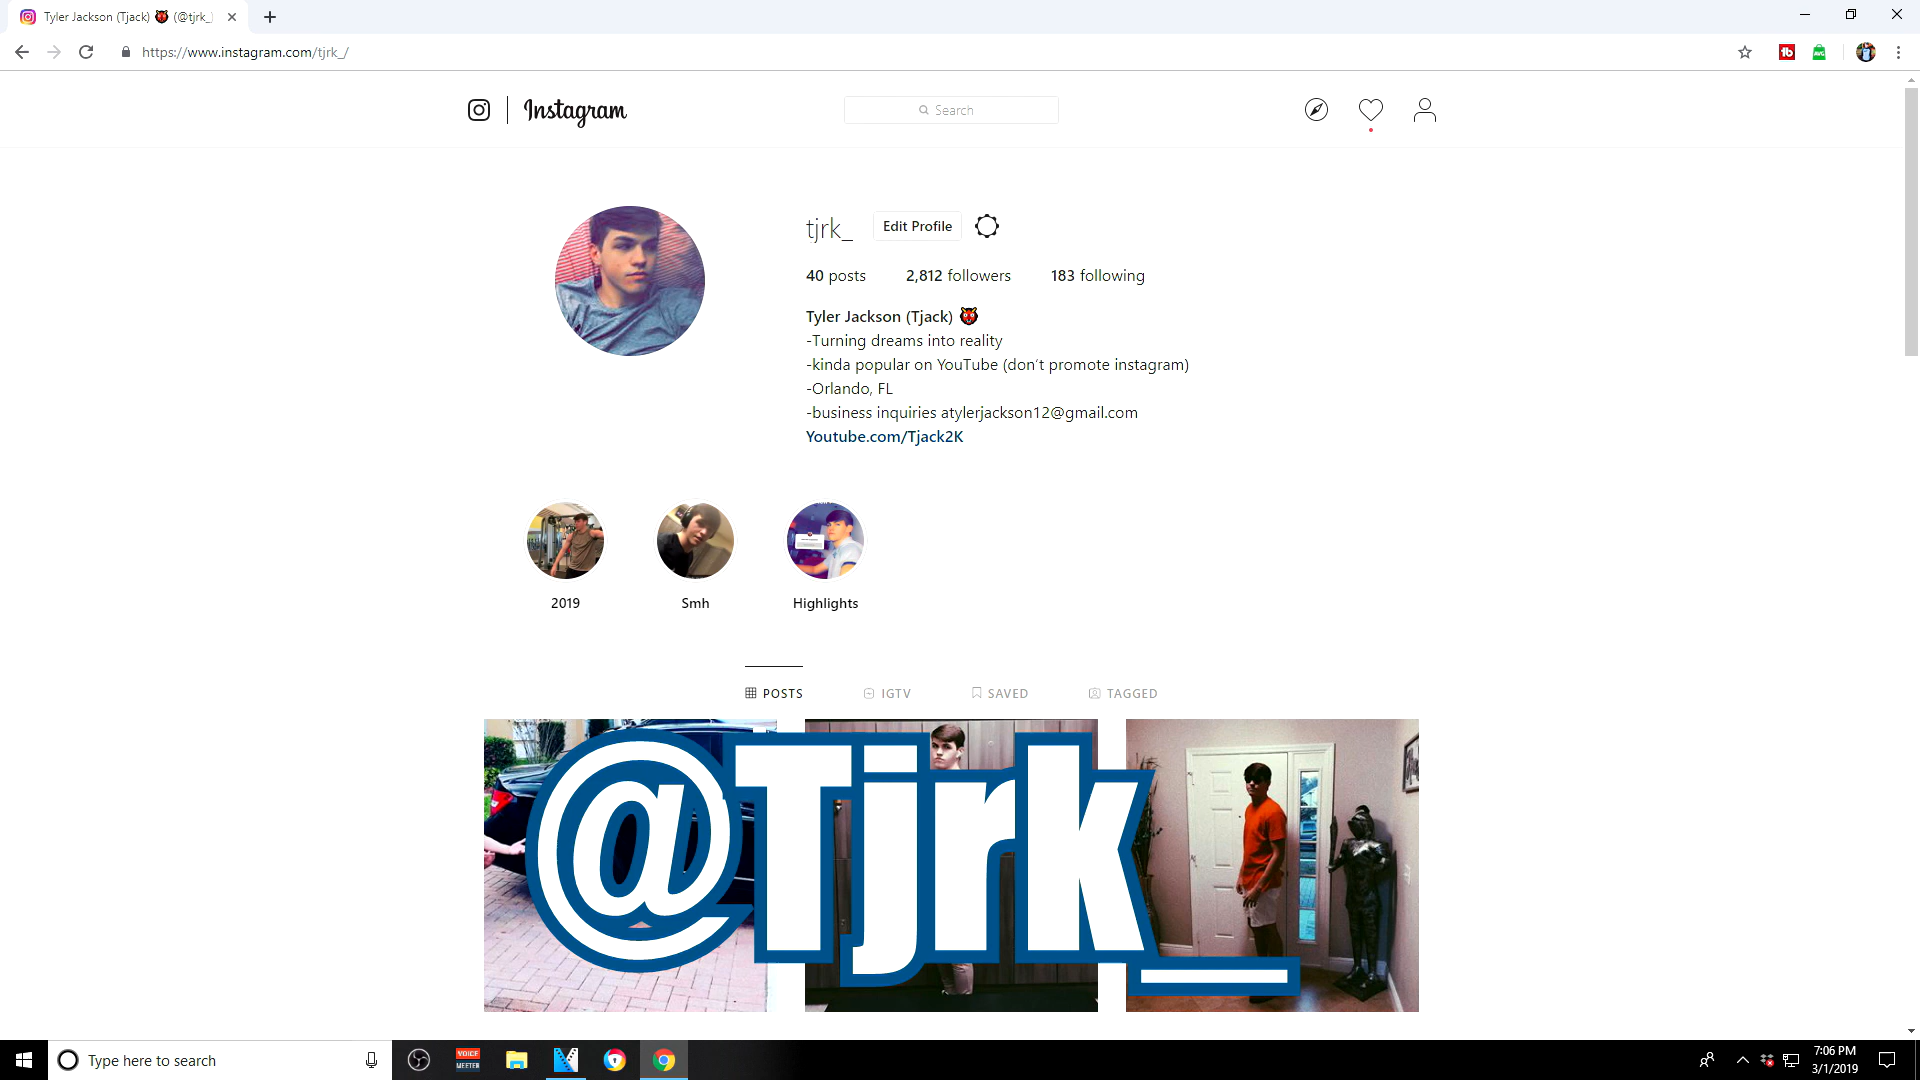 Tyler Jackson (Tjack) 👹 (@tjrk_)
https://www.instagram.com/tjrk_/
Instagram
Search
tjrk_
Edit Profile
40 posts 2,812 followers 183 following
Tyler Jackson (Tjack) 👹
-Turning dreams into reality
-kinda popular on YouTube (don't promote instagram)
-Orlando, FL
-business inquiries atylerjackson12@gmail.com
Youtube.com/Tjack2K
2019 Smh Highlights
POSTS IGTV SAVED TAGGED
@Tjrk_
Type here to search
VOICE
MEETER
7:06 PM
3/1/2019